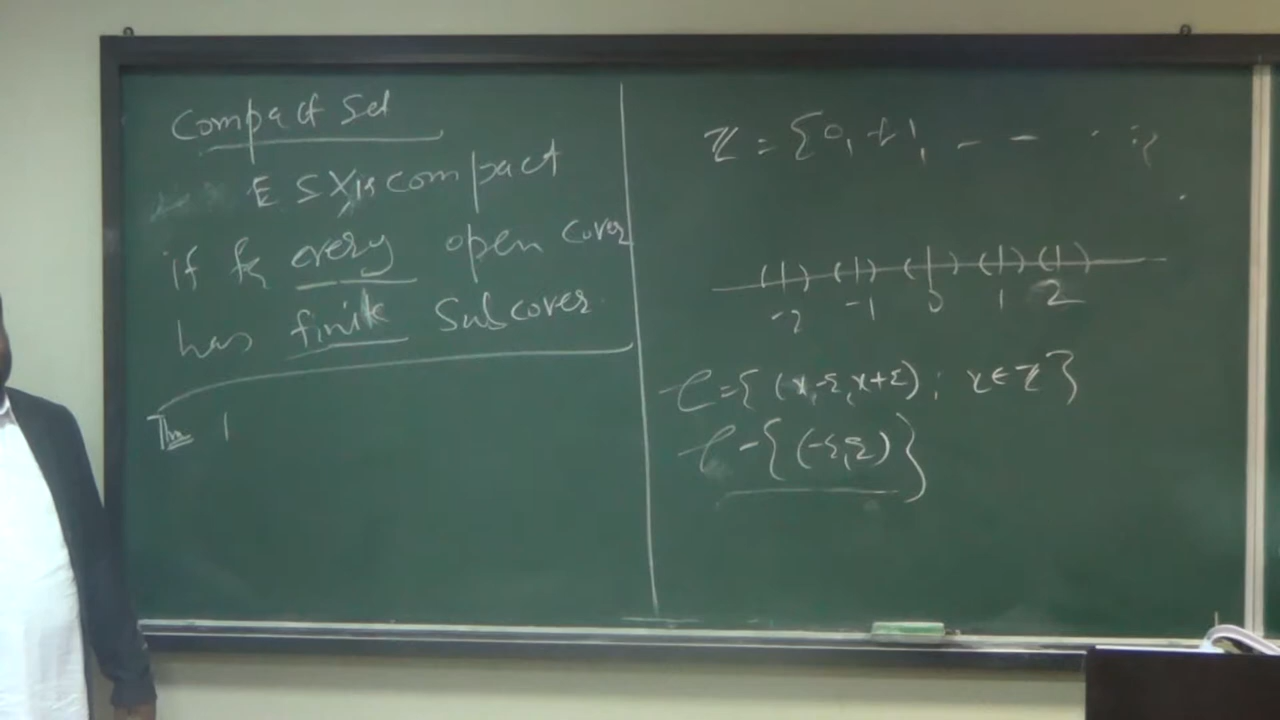 Compact Set
E ⊆ X is compact
if every open cover
has finite Subcover.
Thm 1
ℤ = {0, ±1, - - · · · }
-2 -1 0 1 2
𝒞 = { (x-ε, x+ε) ; x ∈ ℤ }
𝒞 - { (-ε, ε) }